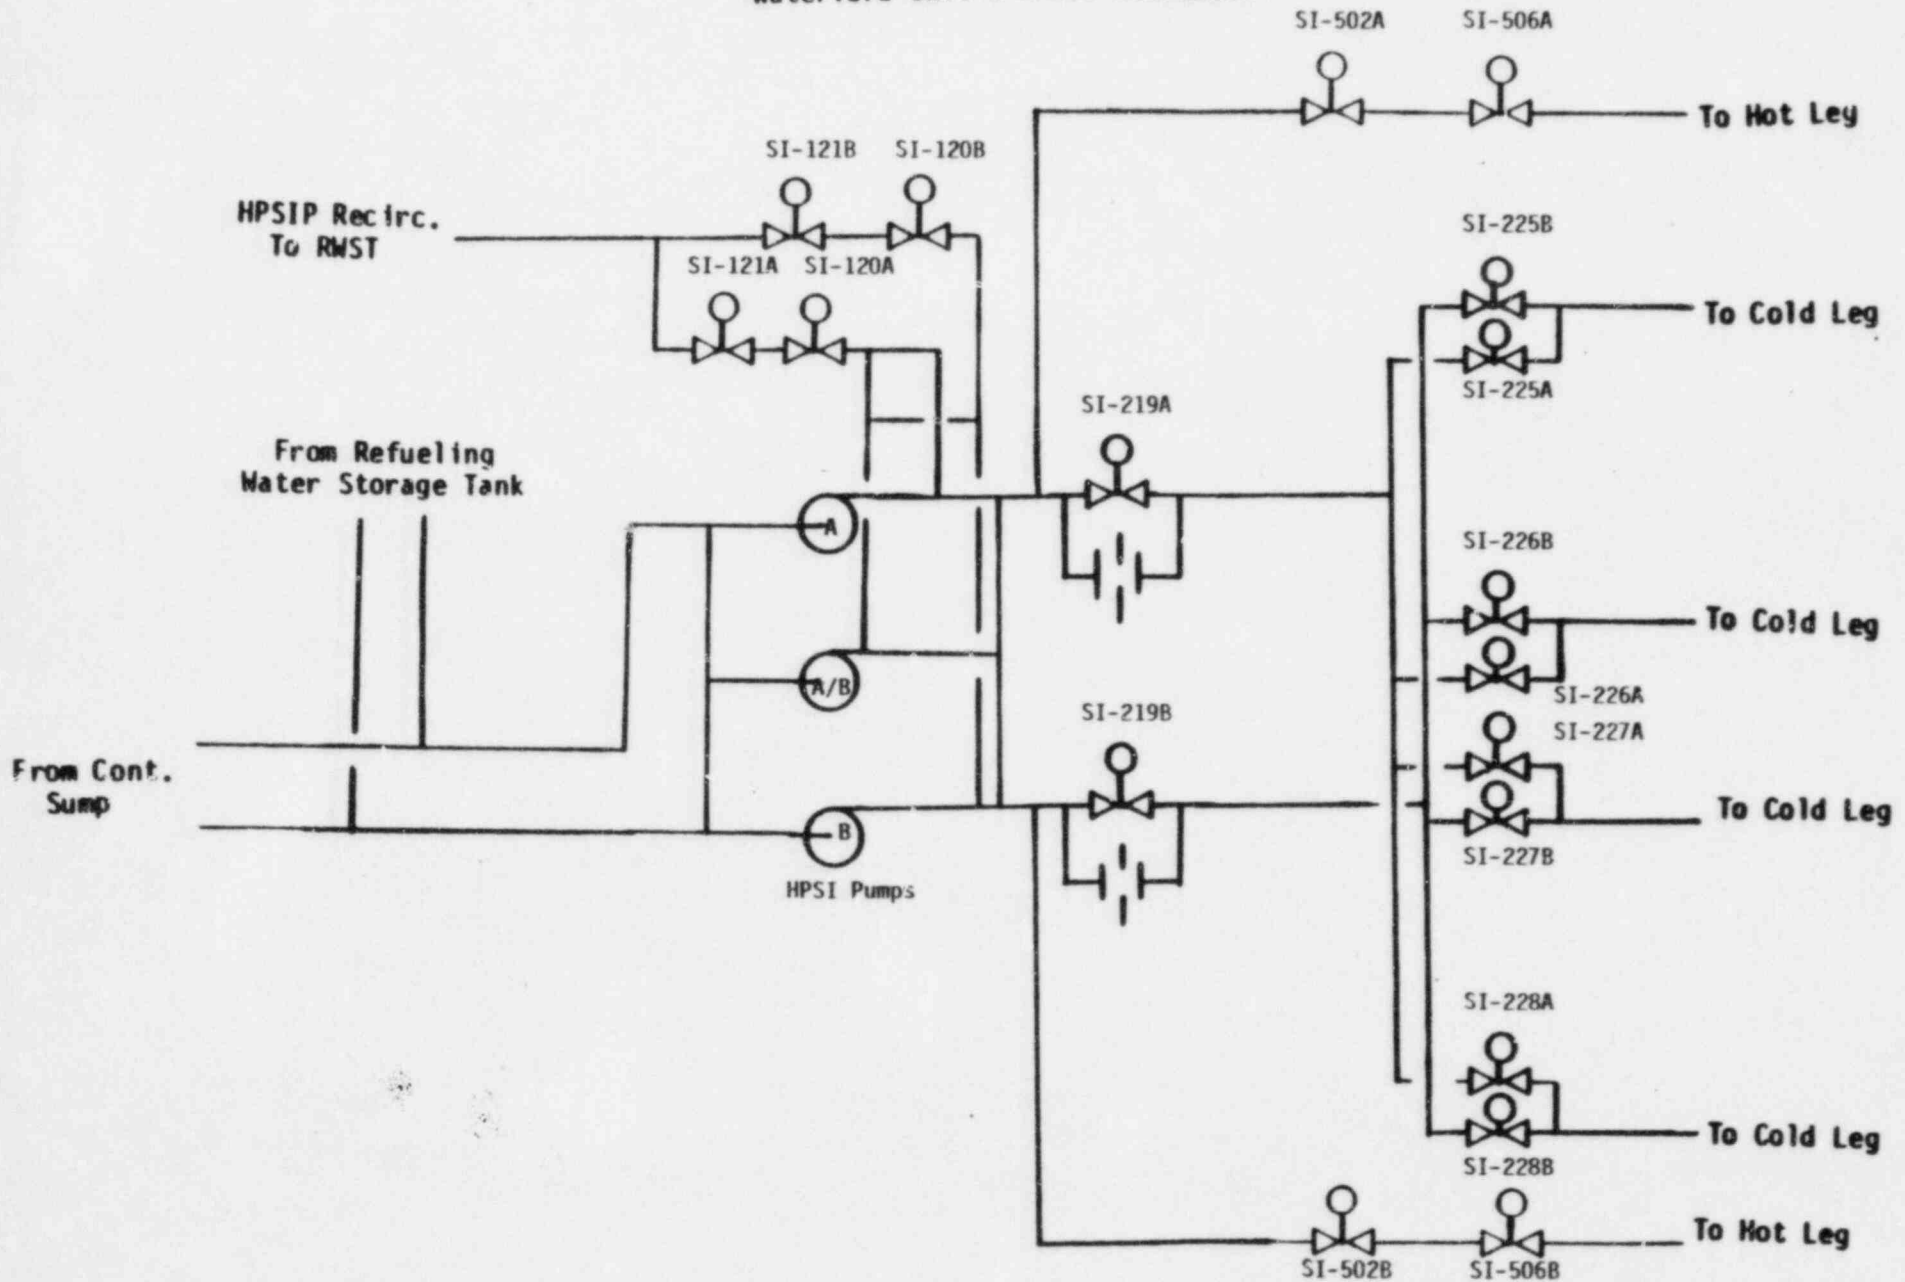 SI-502A
SI-506A
To Hot Leg
SI-121B
SI-120B
HPSIP Recirc.
To RWST
SI-121A
SI-120A
SI-225B
To Cold Leg
SI-225A
SI-219A
From Refueling
Water Storage Tank
A
SI-226B
To Cold Leg
SI-226A
A/B
SI-219B
SI-227A
From Cont.
Sump
To Cold Leg
B
SI-227B
HPSI Pumps
SI-228A
To Cold Leg
SI-228B
To Hot Leg
SI-502B
SI-506B